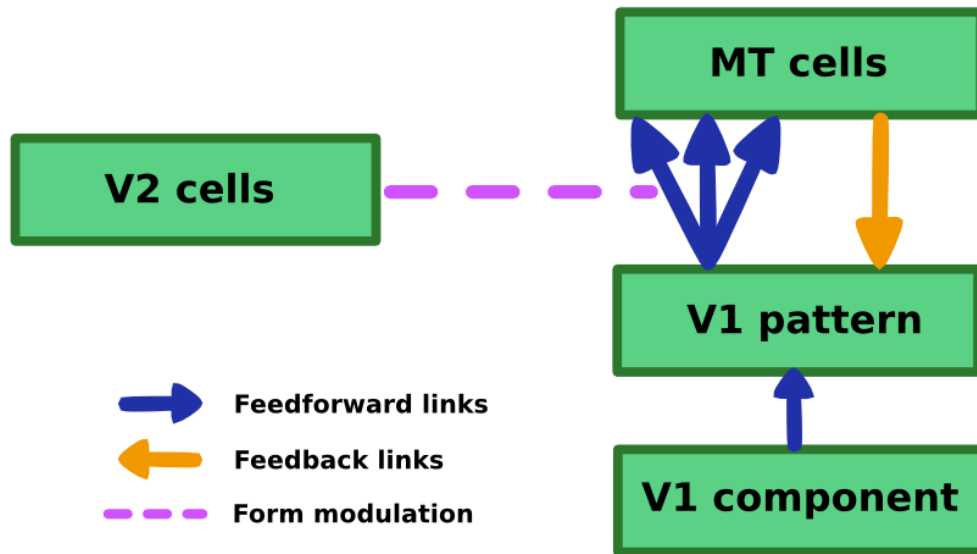 MT cells
V2 cells
V1 pattern
Feedforward links
Feedback links
V1 component
Form modulation